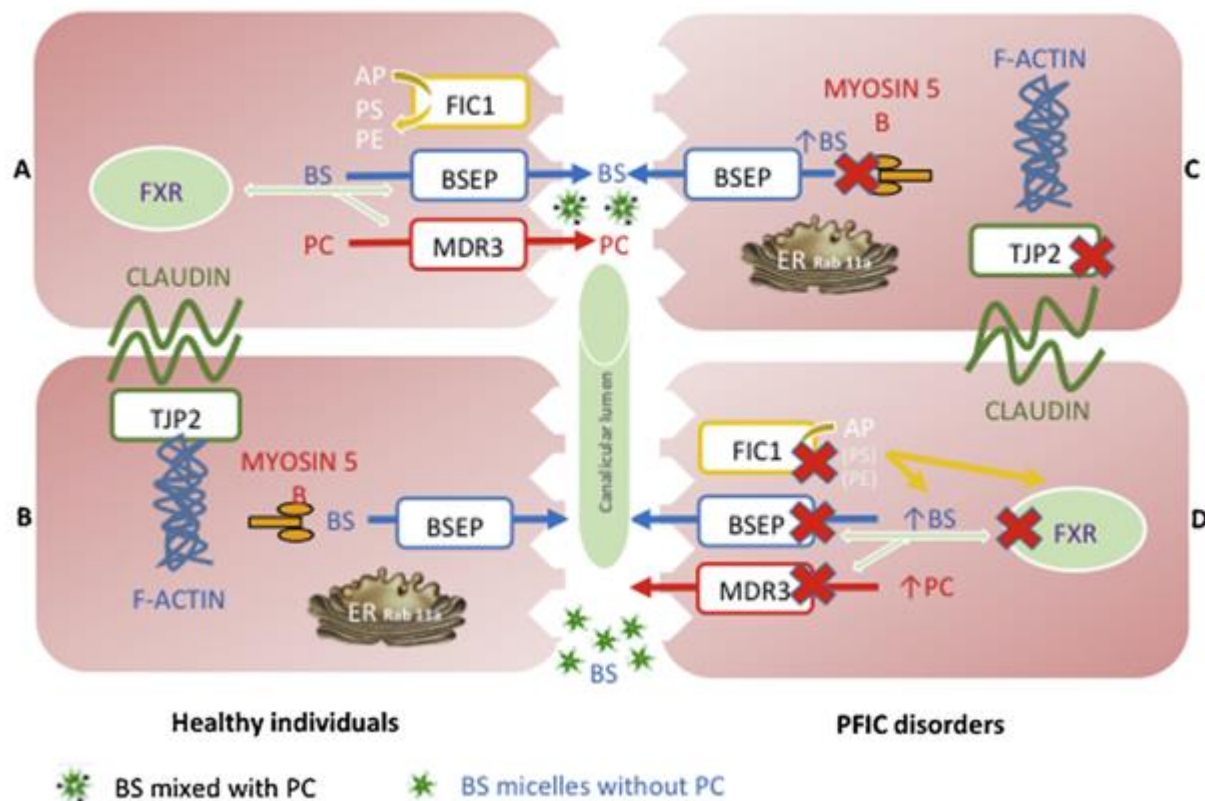 A
AP
PS
PE
FIC1
FXR
BS
BSEP
BS
PC
MDR3
PC
CLAUDIN
C
F-ACTIN
MYOSIN 5
B
↑BS
BSEP
ER Rab 11a
TJP2
CLAUDIN
B
TJP2
MYOSIN 5
B
BS
BSEP
F-ACTIN
ER Rab 11a
Canalicular lumen
BS
D
FIC1
AP
(PS)
(PE)
BSEP
↑BS
FXR
MDR3
↑PC
Healthy individuals
PFIC disorders
BS mixed with PC
BS micelles without PC